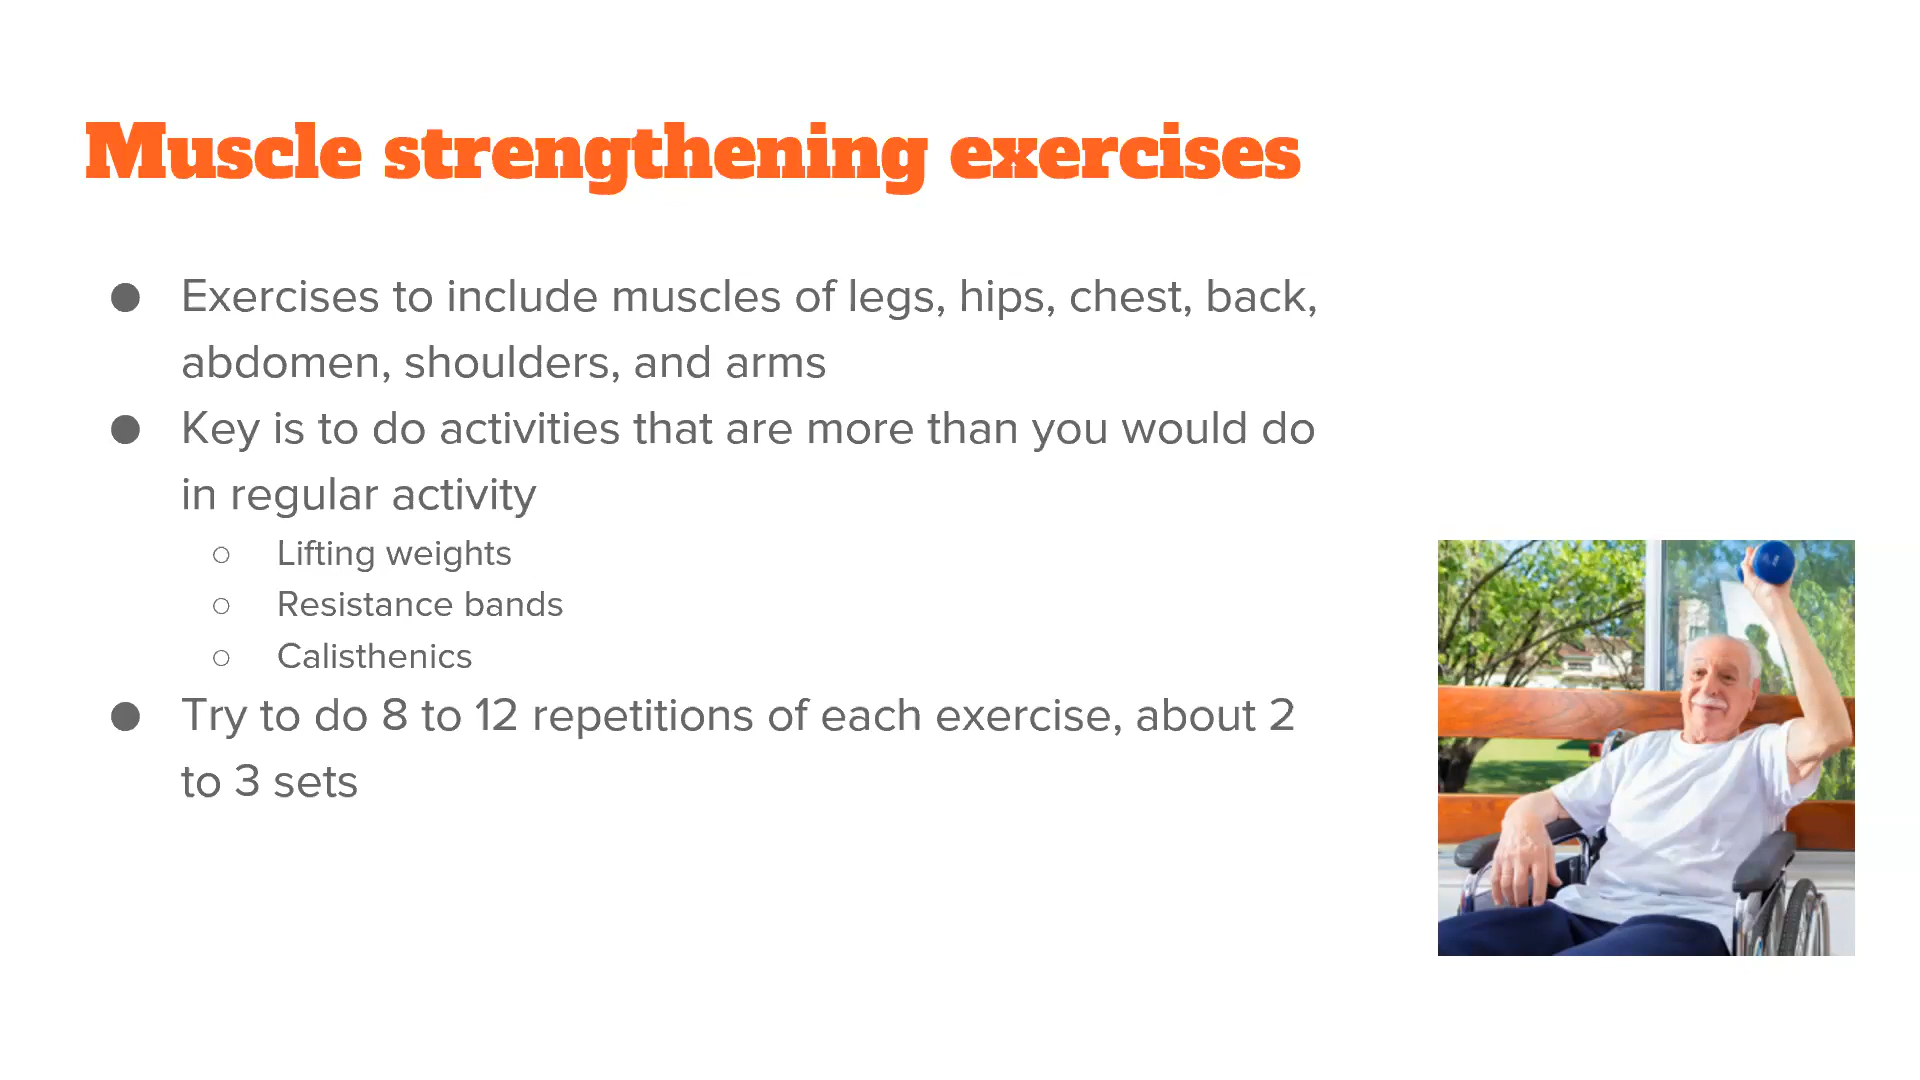 Muscle strengthening exercises
● Exercises to include muscles of legs, hips, chest, back,
abdomen, shoulders, and arms
● Key is to do activities that are more than you would do
in regular activity
○ Lifting weights
○ Resistance bands
○ Calisthenics
● Try to do 8 to 12 repetitions of each exercise, about 2
to 3 sets